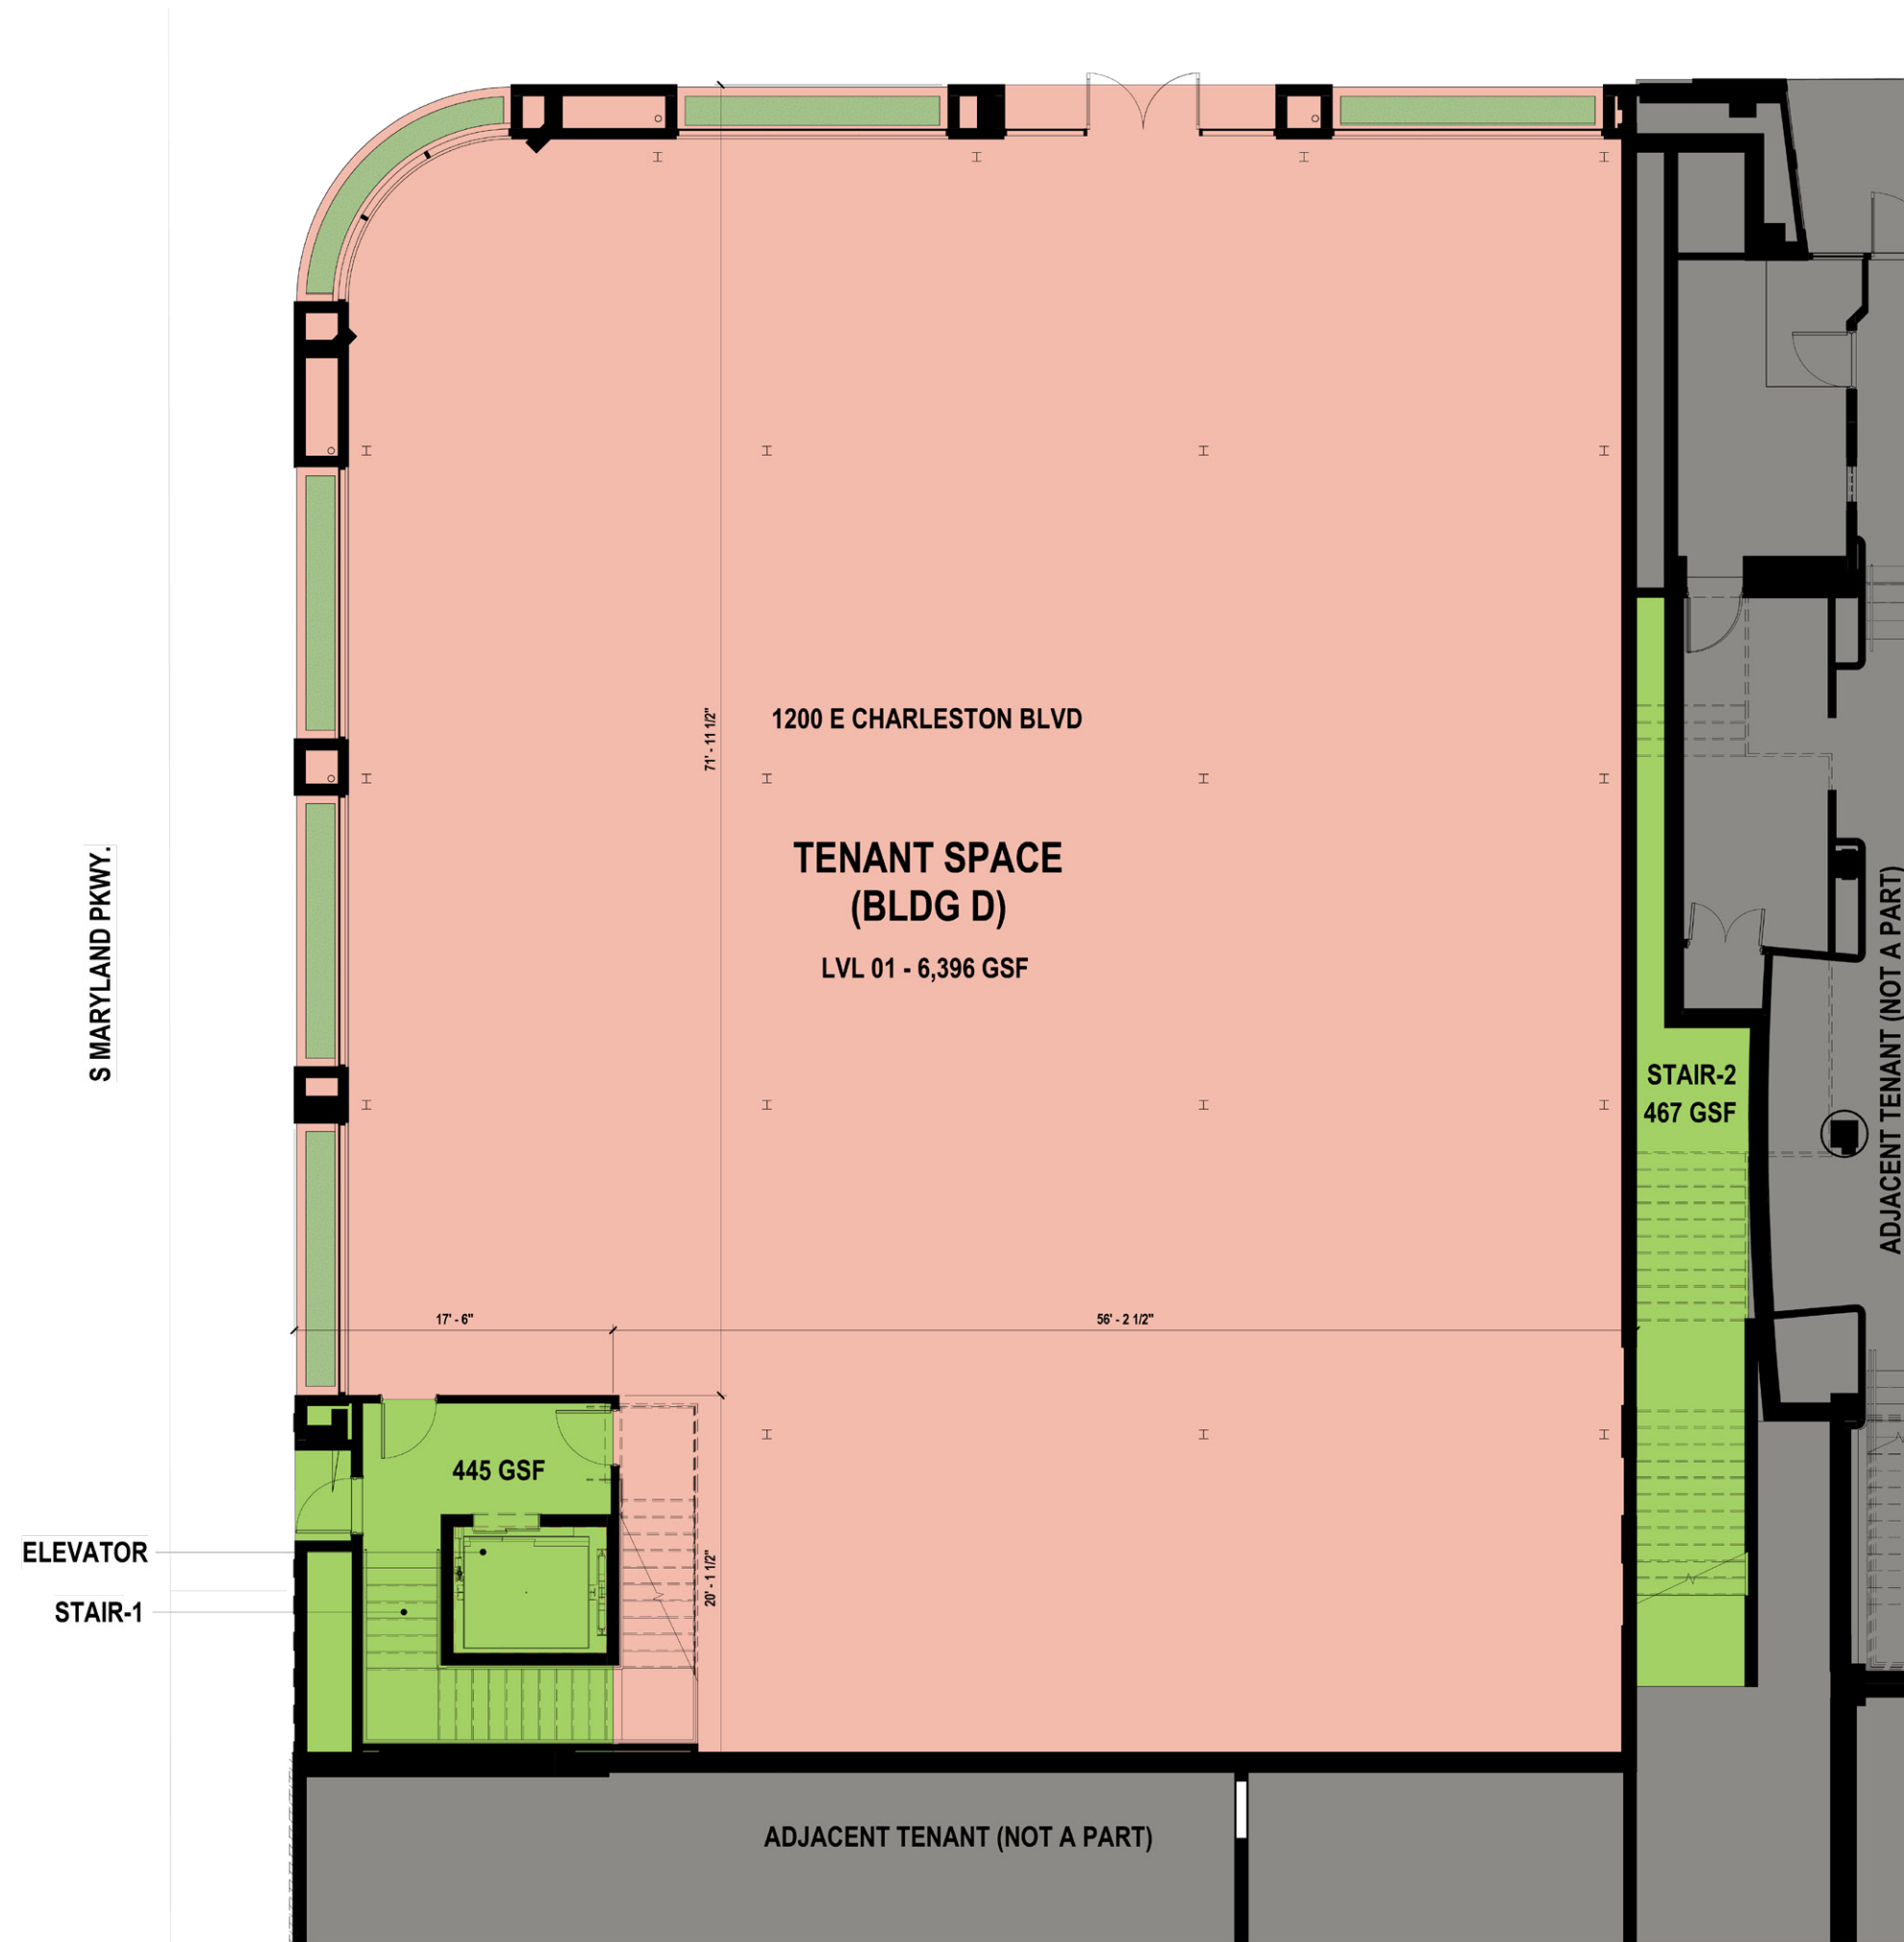 1200 E CHARLESTON BLVD
71' - 11 1/2"
TENANT SPACE
(BLDG D)
LVL 01 - 6,396 GSF
S MARYLAND PKWY.
ADJACENT TENANT (NOT A PART)
STAIR-2
467 GSF
17' - 6"
56' - 2 1/2"
445 GSF
ELEVATOR
20' - 1 1/2"
STAIR-1
ADJACENT TENANT (NOT A PART)